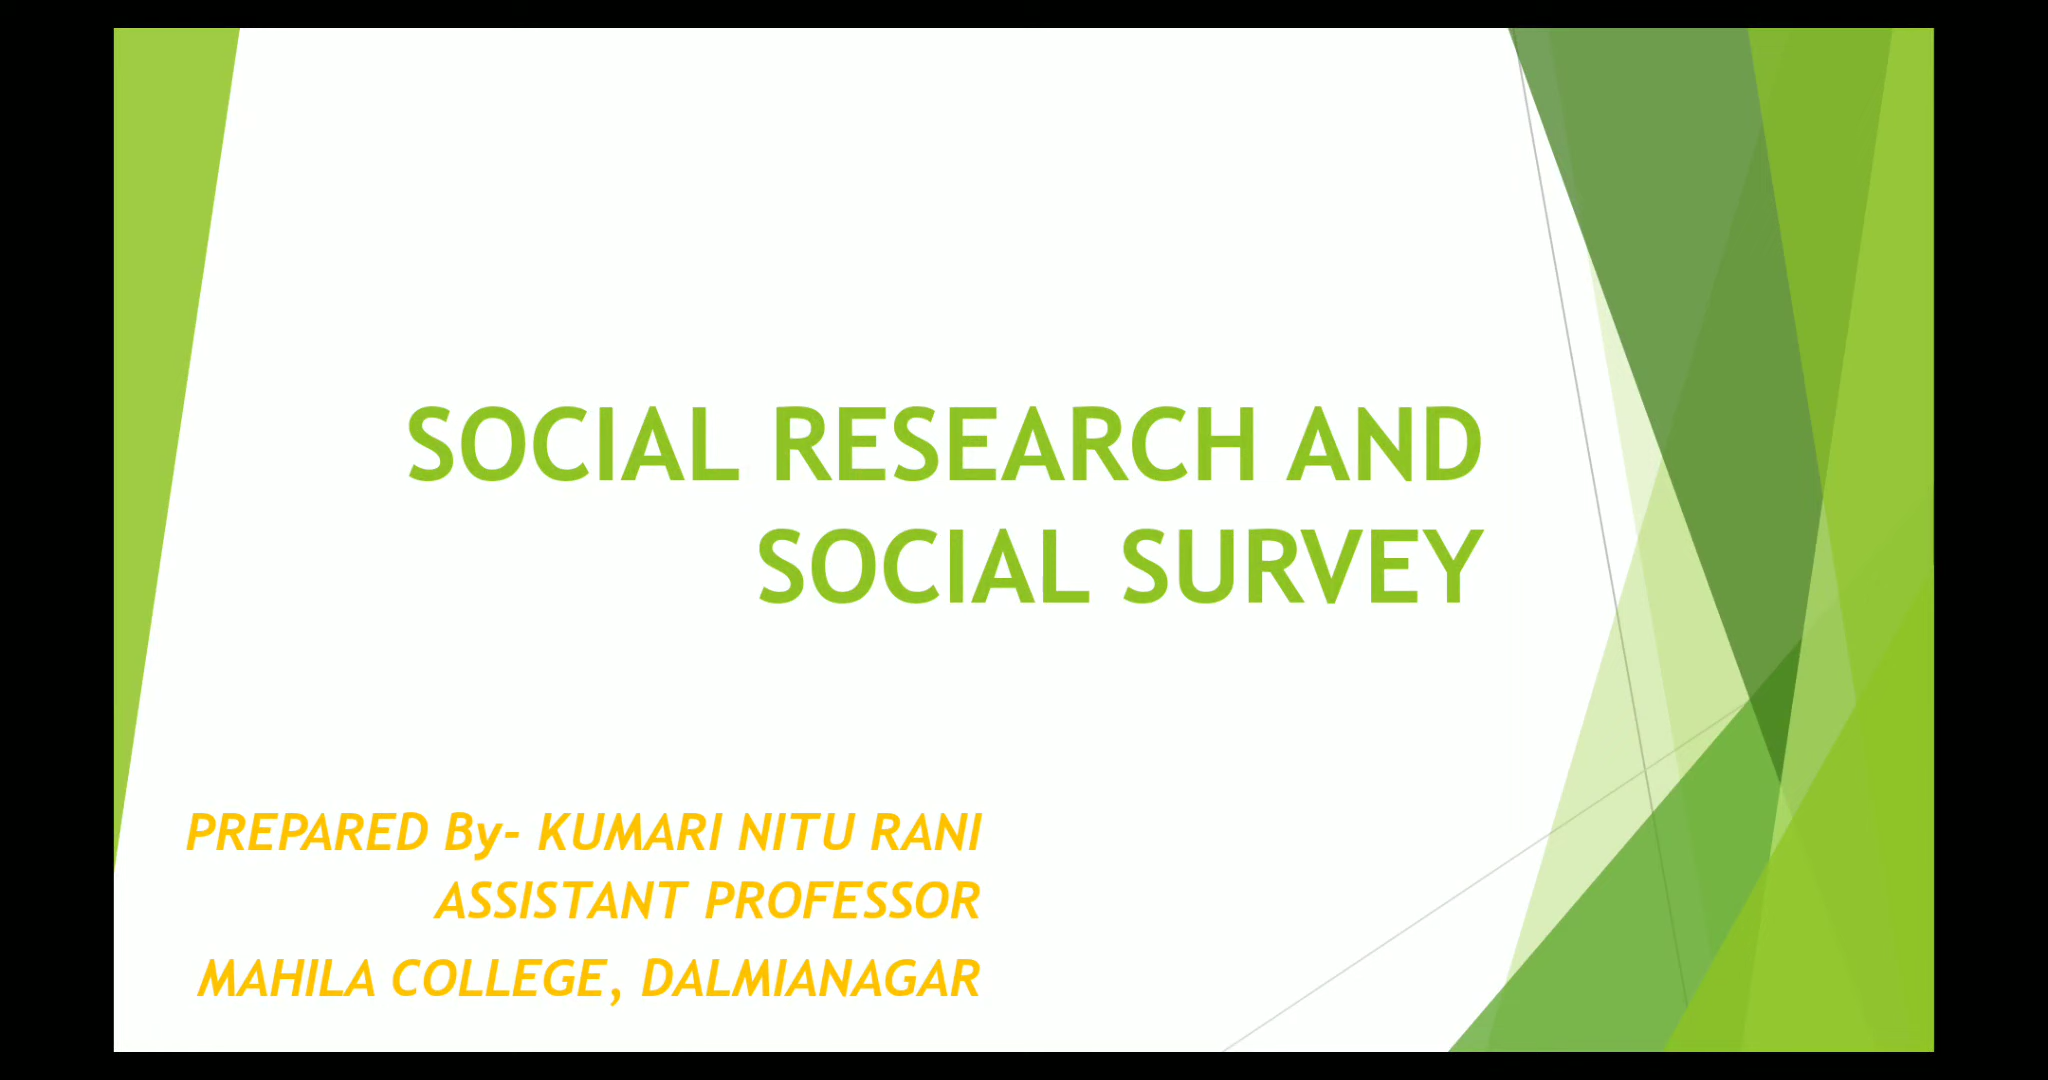 SOCIAL RESEARCH AND
SOCIAL SURVEY
PREPARED By- KUMARI NITU RANI
ASSISTANT PROFESSOR
MAHILA COLLEGE, DALMIANAGAR